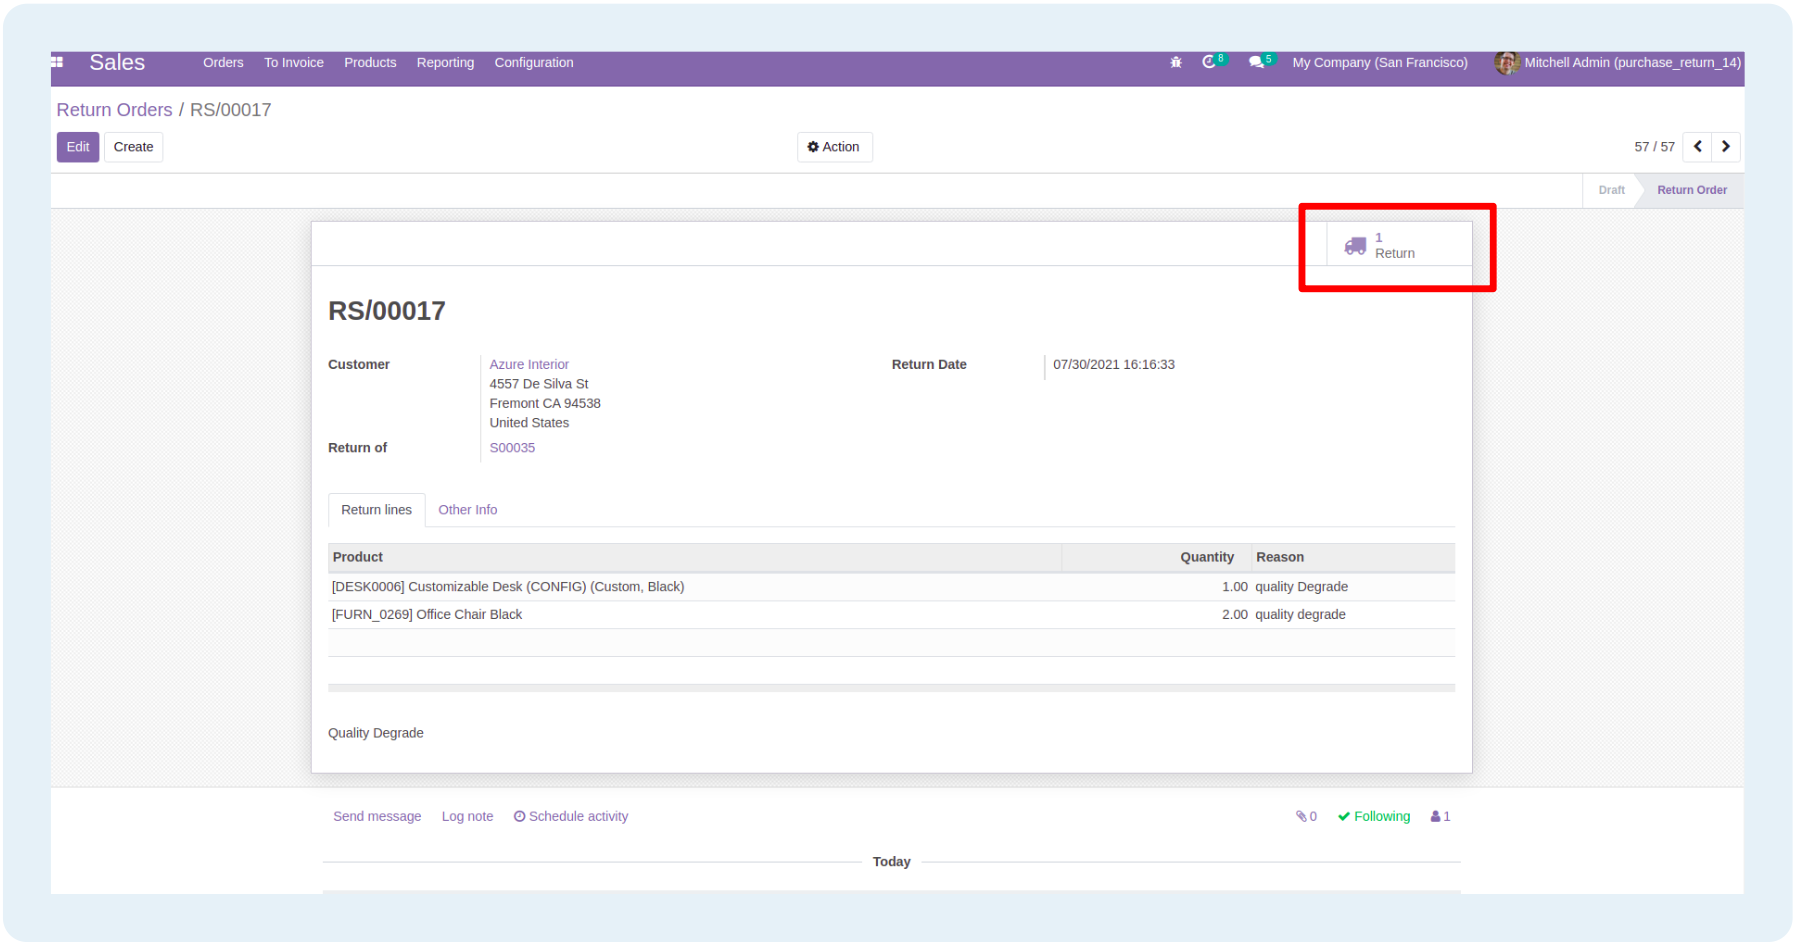 Sales Orders To Invoice Products Reporting Configuration 8 5 My Company (San Francisco) Mitchell Admin (purchase_return_14)
Return Orders / RS/00017
Edit Create Action 57 / 57
Draft Return Order
1
Return
RS/00017
Customer Azure Interior Return Date 07/30/2021 16:16:33
4557 De Silva St
Fremont CA 94538
United States
Return of S00035
Return lines Other Info
Product Quantity Reason
[DESK0006] Customizable Desk (CONFIG) (Custom, Black) 1.00 quality Degrade
[FURN_0269] Office Chair Black 2.00 quality degrade
Quality Degrade
Send message Log note Schedule activity 0 Following 1
Today